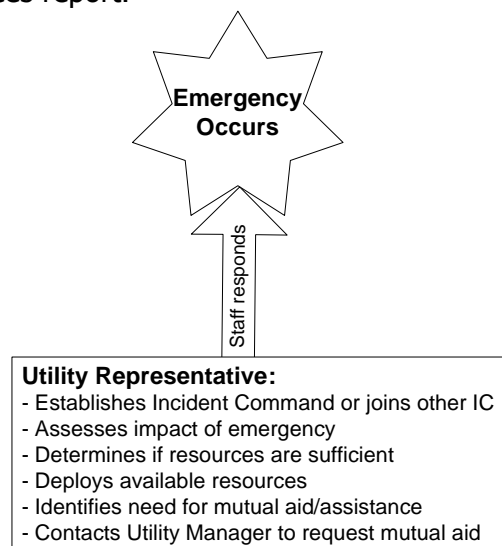 report.
Emergency
Occurs
Staff responds
Utility Representative:
- Establishes Incident Command or joins other IC
- Assesses impact of emergency
- Determines if resources are sufficient
- Deploys available resources
- Identifies need for mutual aid/assistance
- Contacts Utility Manager to request mutual aid